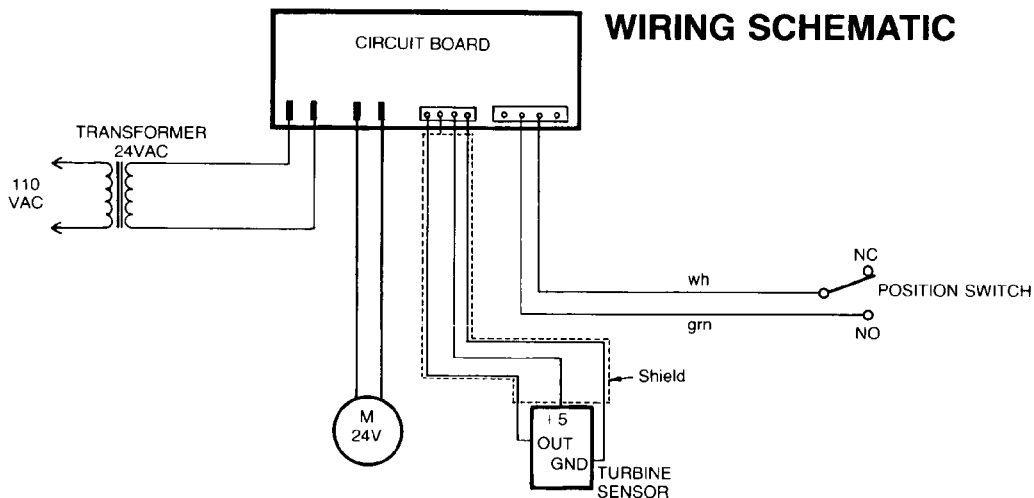 WIRING SCHEMATIC
CIRCUIT BOARD
TRANSFORMER
24VAC
110
VAC
NC
wh
POSITION SWITCH
grn
NO
Shield
M
24V
+5
OUT
GND
TURBINE
SENSOR